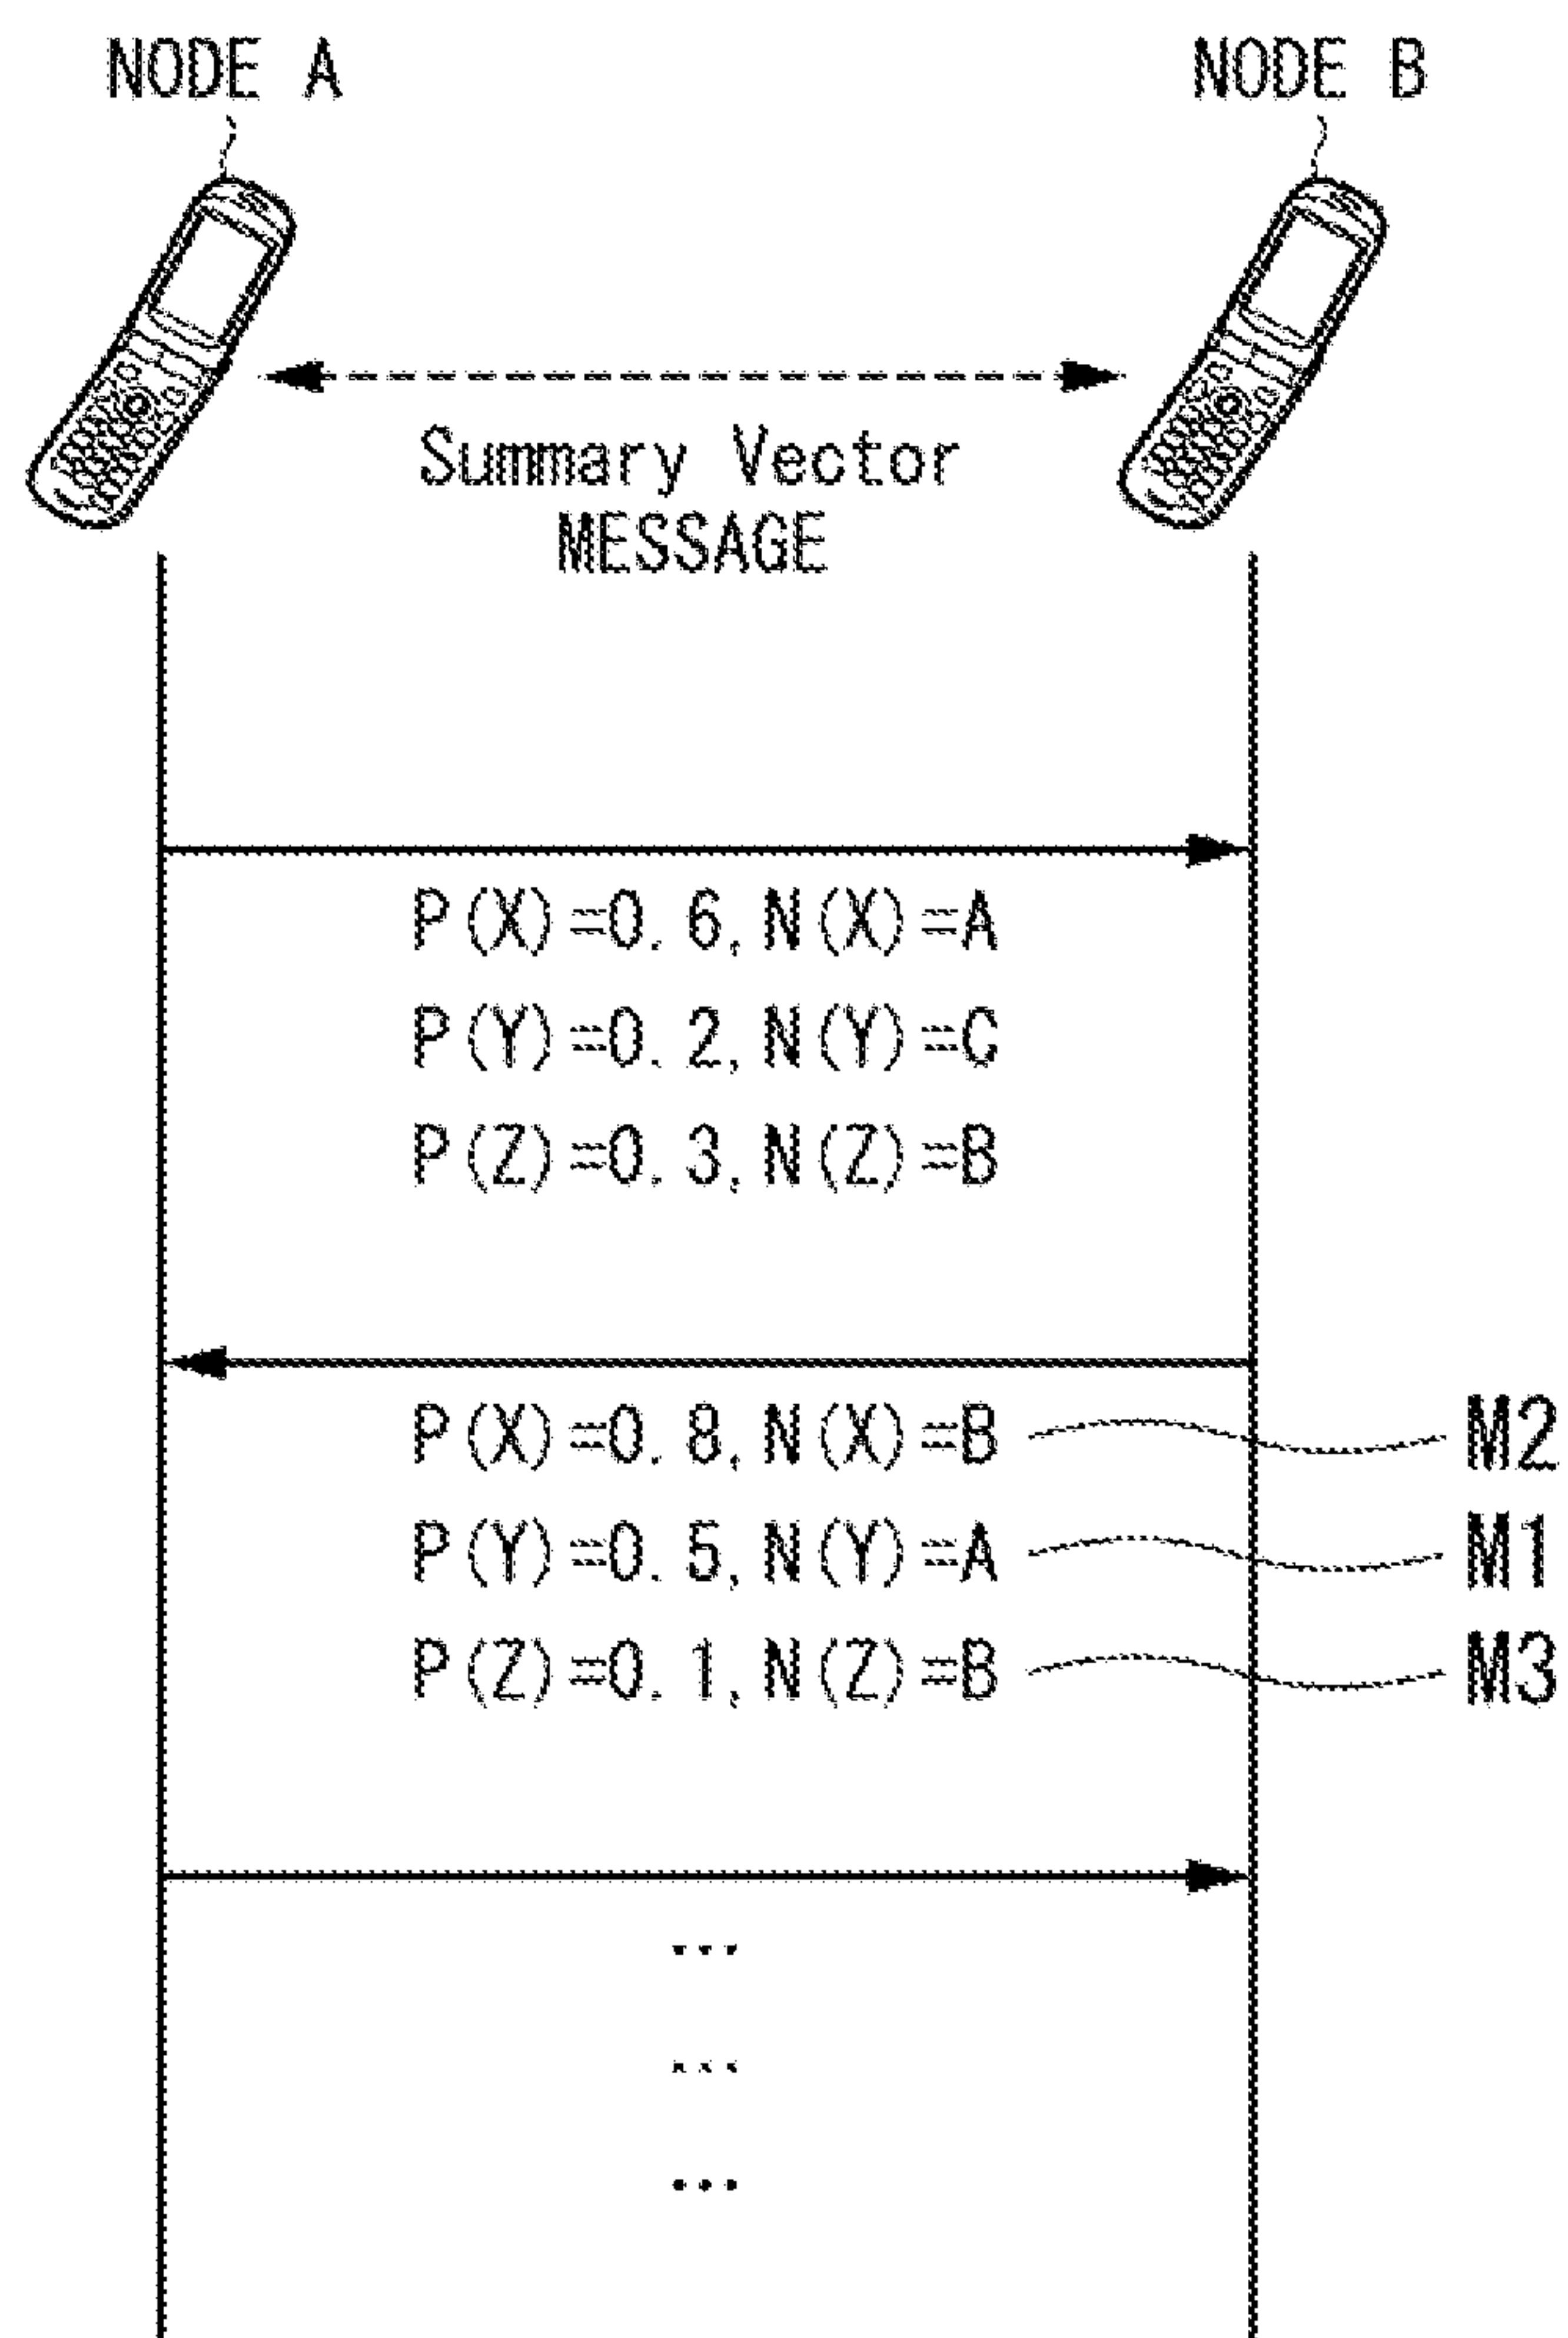 NODE A NODE B
Summary Vector
MESSAGE
P(X)=0.6, N(X)=A
P(Y)=0.2, N(Y)=C
P(Z)=0.3, N(Z)=B
P(X)=0.8, N(X)=B M2
P(Y)=0.5, N(Y)=A M1
P(Z)=0.1, N(Z)=B M3
...
...
...